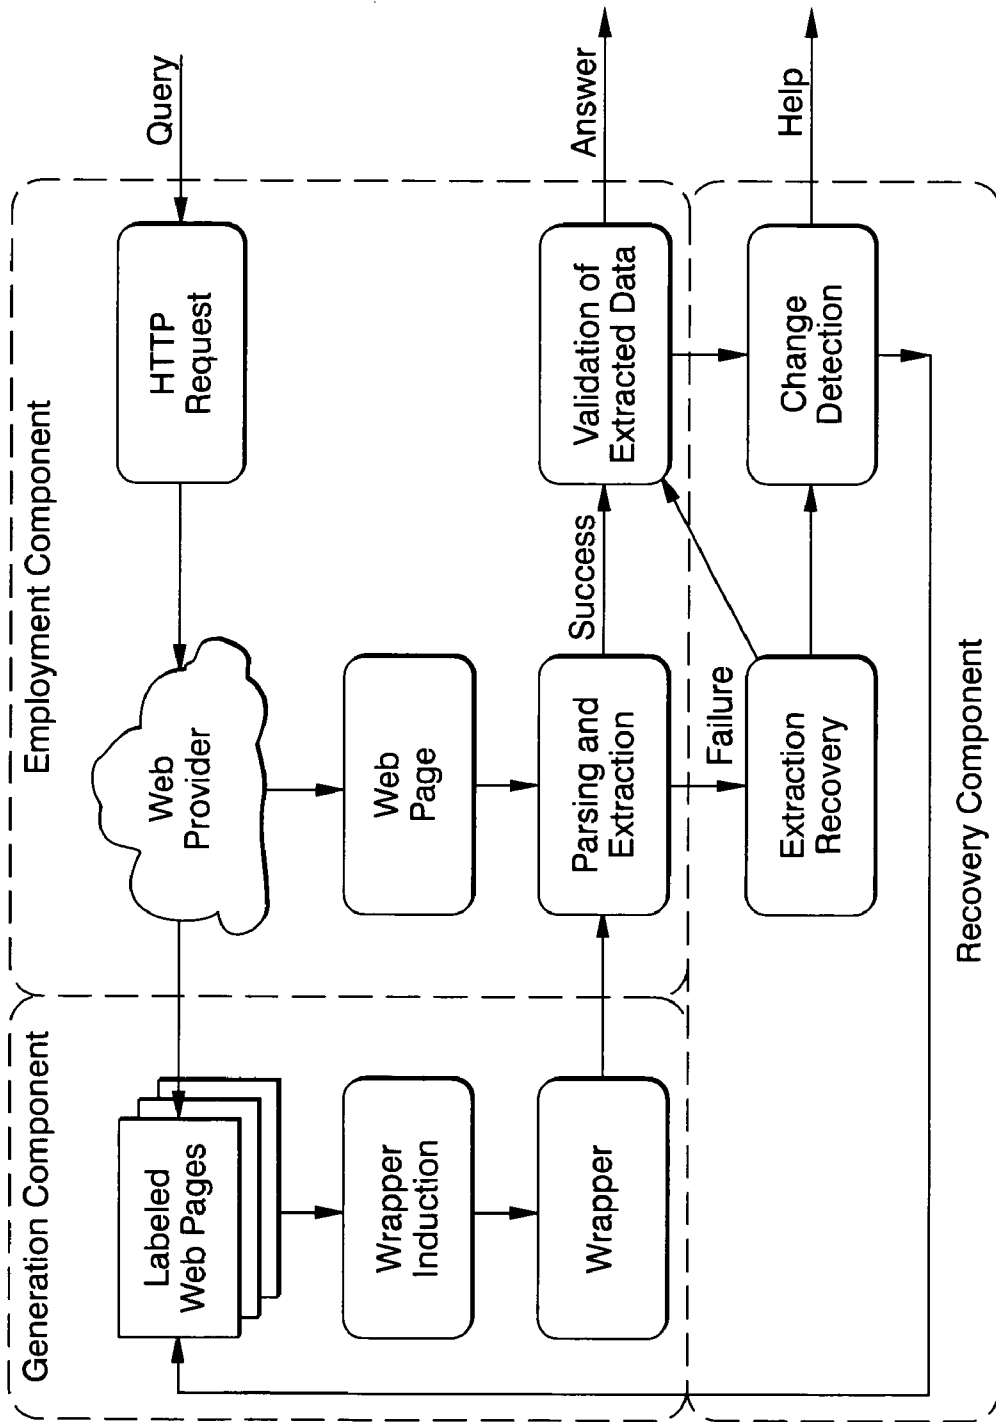 Generation Component
Employment Component
Labeled
Web Pages
Web
Provider
HTTP
Request
Query
Wrapper
Induction
Web
Page
Wrapper
Parsing and
Extraction
Success
Validation of
Extracted Data
Answer
Failure
Extraction
Recovery
Change
Detection
Help
Recovery Component